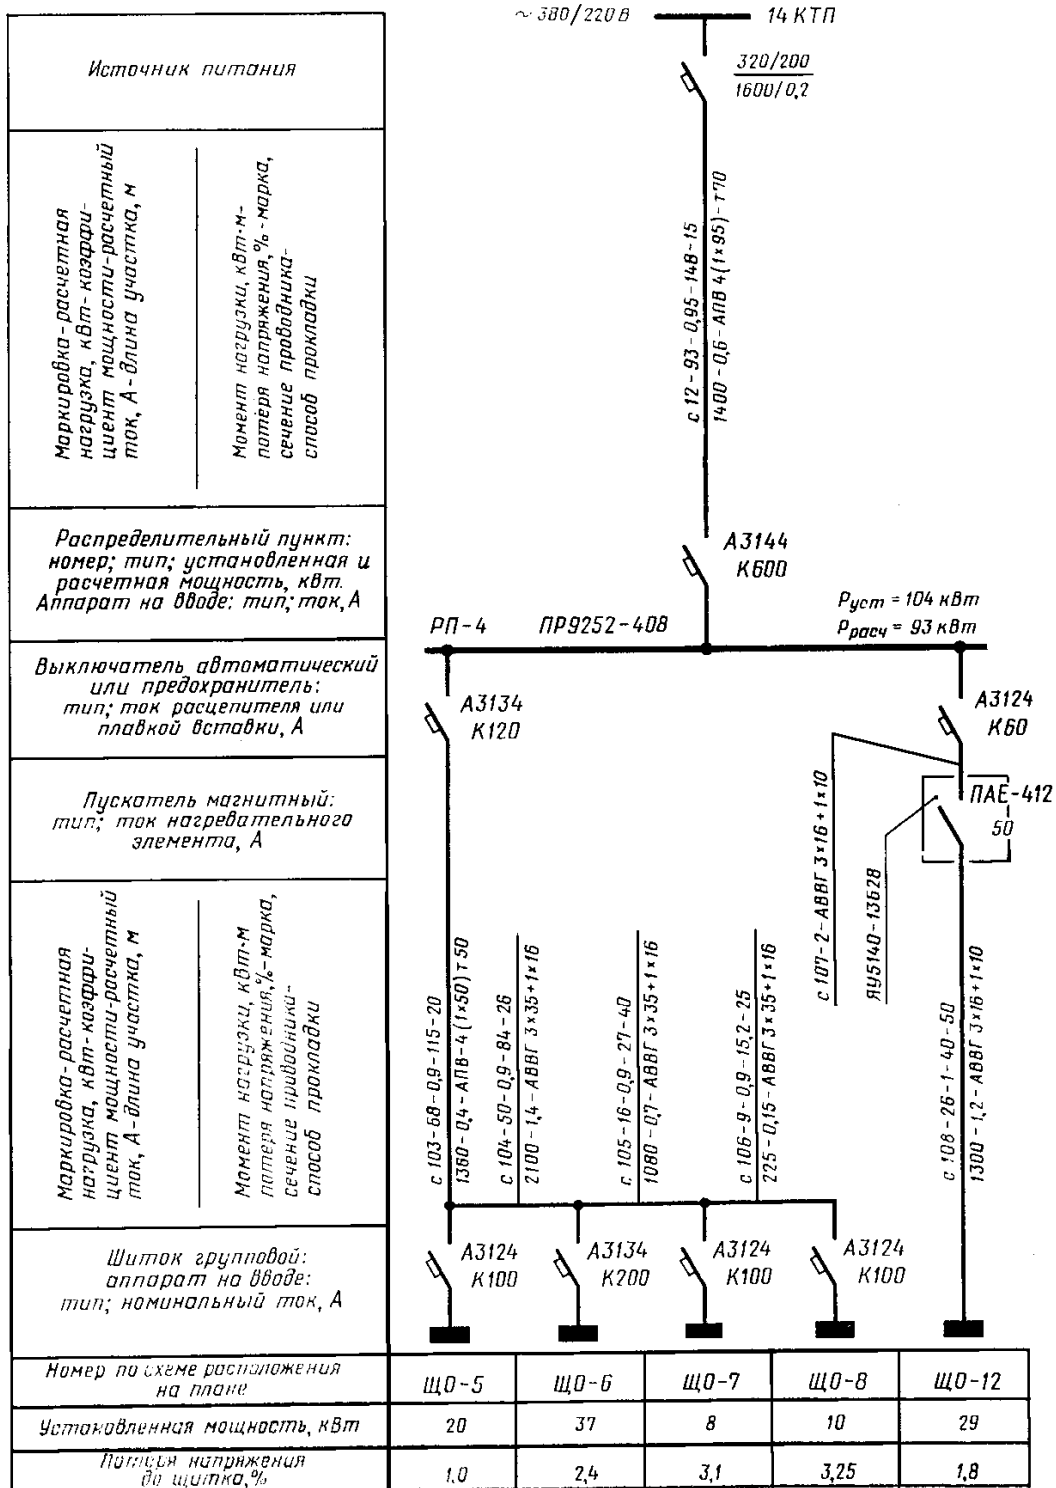 ~380/220В
14 КТП
Источник питания
320/200
1600/0,2
Маркировка-расчетная
нагрузка, кВт-коэффи-
циент мощности-расчетный
ток, А-длина участка, м
Момент нагрузки, кВт·м-
потеря напряжения,%-марка,
сечение проводника-
способ прокладки
с 12-93-0,95-148-15
1400-0,6-АПВ 4(1×95)-т70
Распределительный пункт:
номер; тип; установленная и
расчетная мощность, кВт.
Аппарат на вводе: тип; ток, А
А3144
К600
РП-4
ПР9252-408
Руст = 104 кВт
Ррасч = 93 кВт
Выключатель автоматический
или предохранитель:
тип; ток расцепителя или
плавкой вставки, А
А3134
К120
А3124
К60
Пускатель магнитный:
тип; ток нагревательного
элемента, А
ПАЕ-412
50
с 107-2-АВВГ 3×16+1×10
ЯУ5140-13Б2В
Маркировка-расчетная
нагрузка, кВт-коэффи-
циент мощности-расчетный
ток, А-длина участка, м
Момент нагрузки, кВт·м
потеря напряжения,%-марка,
сечение проводника-
способ прокладки
с 103-68-0,9-115-20
1360-0,4-АПВ-4(1×50)т50
с 104-50-0,9-84-26
2100-1,4-АВВГ 3×35+1×16
с 105-16-0,9-27-40
1080-0,7-АВВГ 3×35+1×16
с 106-9-0,9-15,2-25
225-0,15-АВВГ 3×35+1×16
с 108-26-1-40-50
1300-1,2-АВВГ 3×16+1×10
Шиток групповой:
аппарат на вводе:
тип; номинальный ток, А
А3124
К100
А3134
К200
А3124
К100
А3124
К100
Номер по схеме расположения
на плане
ЩО-5 ЩО-6 ЩО-7 ЩО-8 ЩО-12
Установленная мощность, кВт 20 37 8 10 29
Потеря напряжения
до щитка,% 1,0 2,4 3,1 3,25 1,8